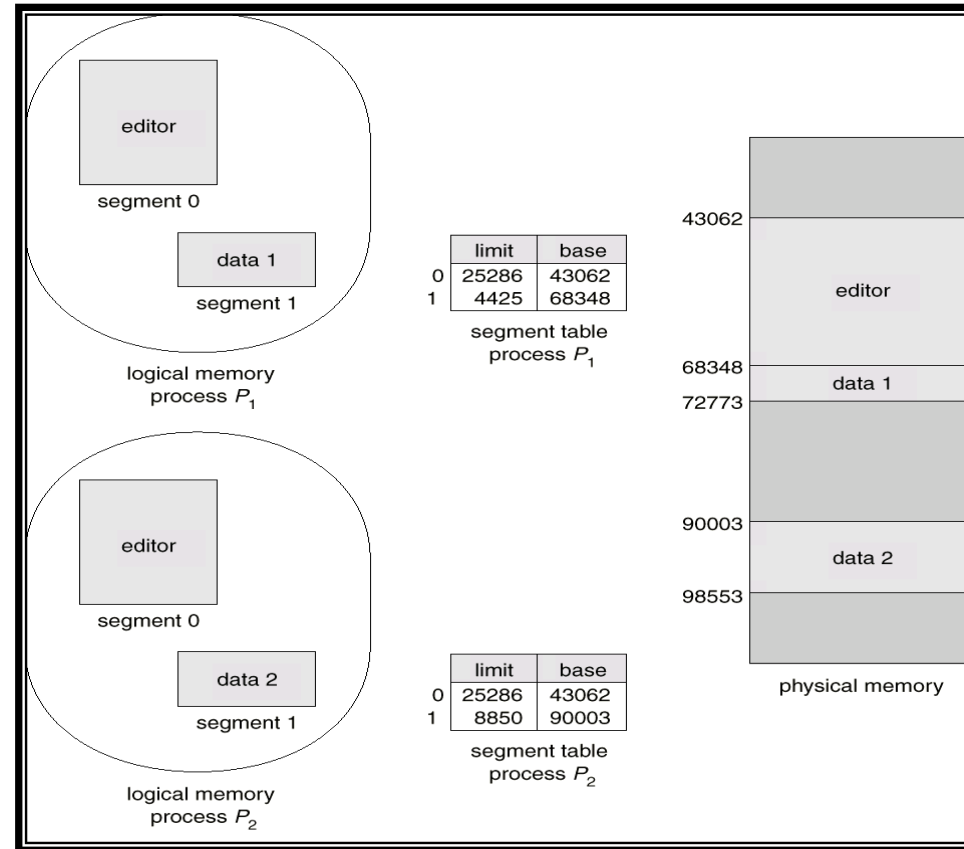 editor
segment 0
data 1
segment 1
logical memory
process P1
limit base
0 25286 43062
1 4425 68348
segment table
process P1
editor
segment 0
data 2
segment 1
logical memory
process P2
limit base
0 25286 43062
1 8850 90003
segment table
process P2
43062
editor
68348
data 1
72773
90003
data 2
98553
physical memory